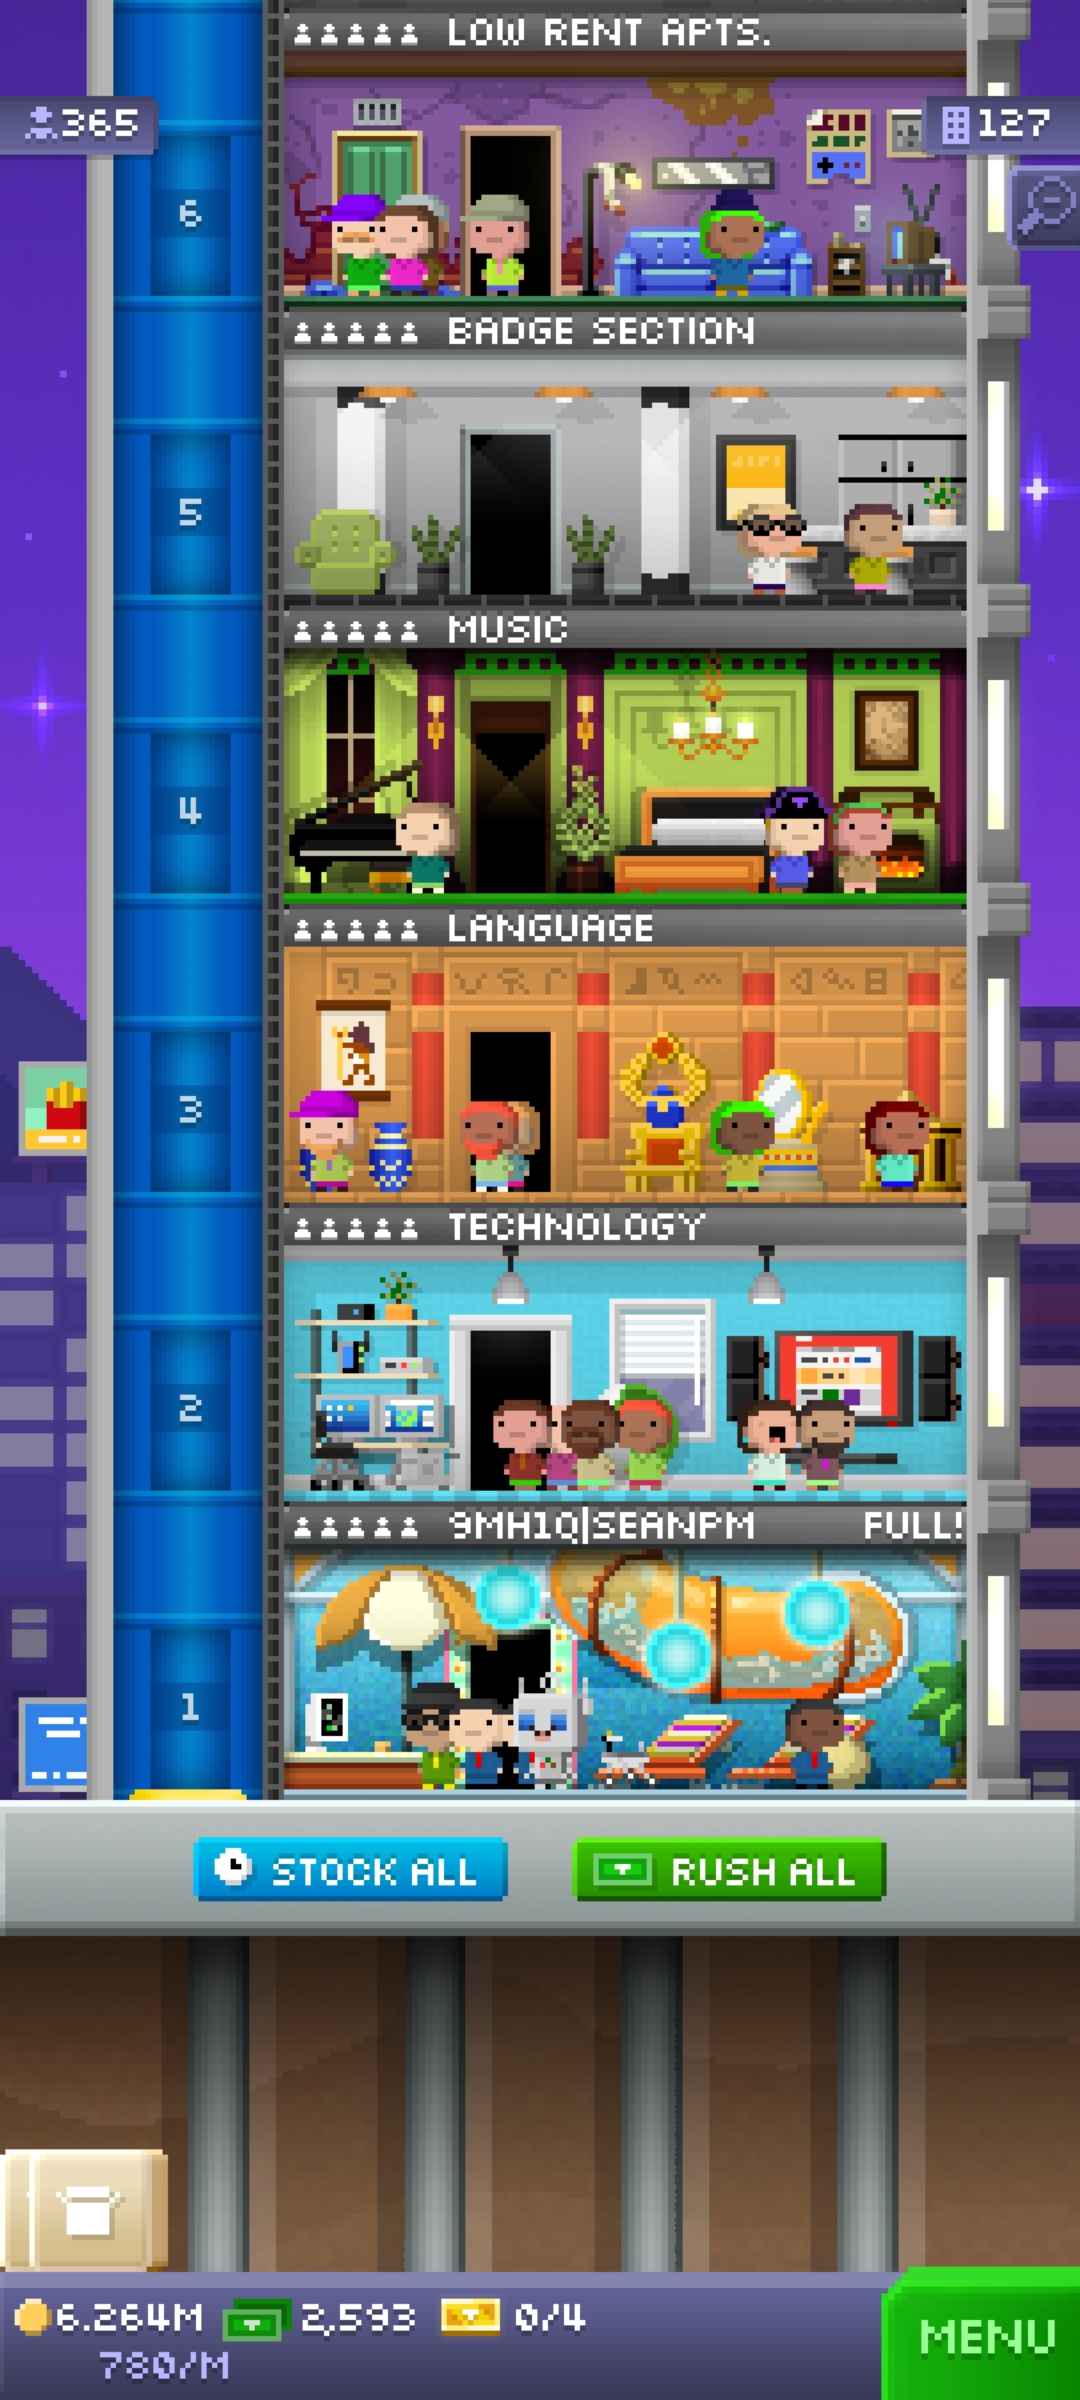 LOW RENT APTS.
365
127
6
BADGE SECTION
5
MUSIC
4
LANGUAGE
3
TECHNOLOGY
2
9MH1Q|SEANPM FULL!
1
STOCK ALL
RUSH ALL
6.264M 2,593 0/4
780/M
MENU